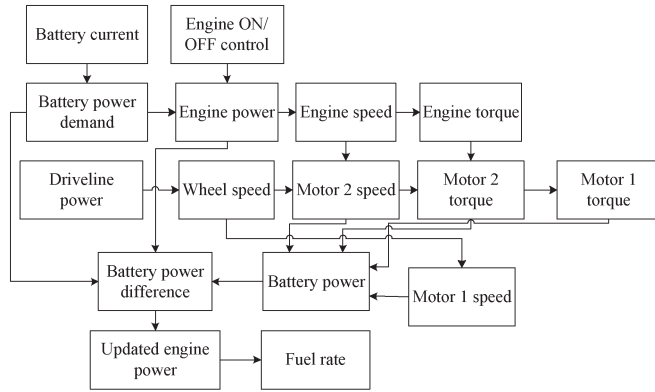 Battery current
Engine ON/
OFF control
Battery power
demand
Engine power
Engine speed
Engine torque
Driveline
power
Wheel speed
Motor 2 speed
Motor 2
torque
Motor 1
torque
Battery power
difference
Battery power
Motor 1 speed
Updated engine
power
Fuel rate